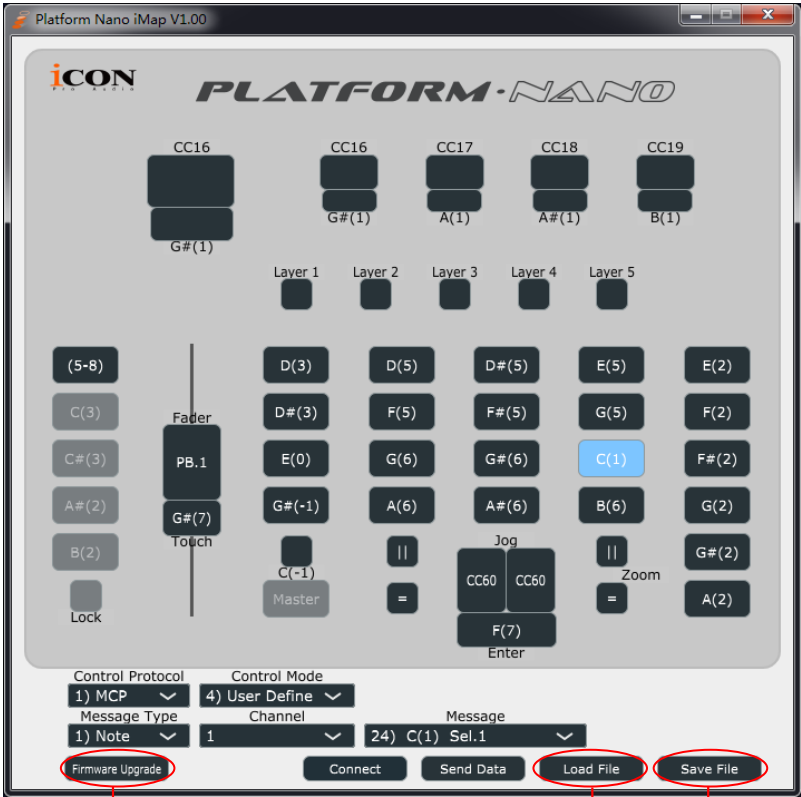 Platform Nano iMap V1.00
iCON
PRO AUDIO
PLATFORM·NANO
CC16 CC16 CC17 CC18 CC19
G#(1) G#(1) A(1) A#(1) B(1)
Layer 1 Layer 2 Layer 3 Layer 4 Layer 5
(5-8) D(3) D(5) D#(5) E(5) E(2)
C(3) Fader D#(3) F(5) F#(5) G(5) F(2)
C#(3) PB.1 E(0) G(6) G#(6) C(1) F#(2)
A#(2) G#(7) G#(-1) A(6) A#(6) B(6) G(2)
Touch Jog
B(2) || || G#(2)
C(-1) CC60 CC60 Zoom
Master = = A(2)
Lock F(7)
Enter
Control Protocol Control Mode
1) MCP 4) User Define
Message Type Channel Message
1) Note 1 24) C(1) Sel.1
Firmware Upgrade Connect Send Data Load File Save File